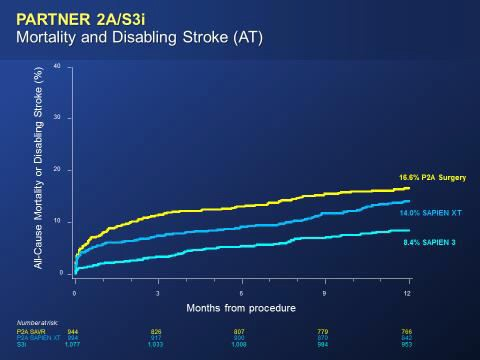 PARTNER 2A/S3i
Mortality and Disabling Stroke (AT)
All-Cause Mortality or Disabling Stroke (%)
40
30
20
10
0
16.6% P2A Surgery
14.0% SAPIEN XT
8.4% SAPIEN 3
0 3 6 9 12
Months from procedure
Number at risk:
P2A SAVR 944 826 807 779 766
P2A SAPIEN XT 994 917 900 870 842
S3i 1,077 1,033 1,008 984 953